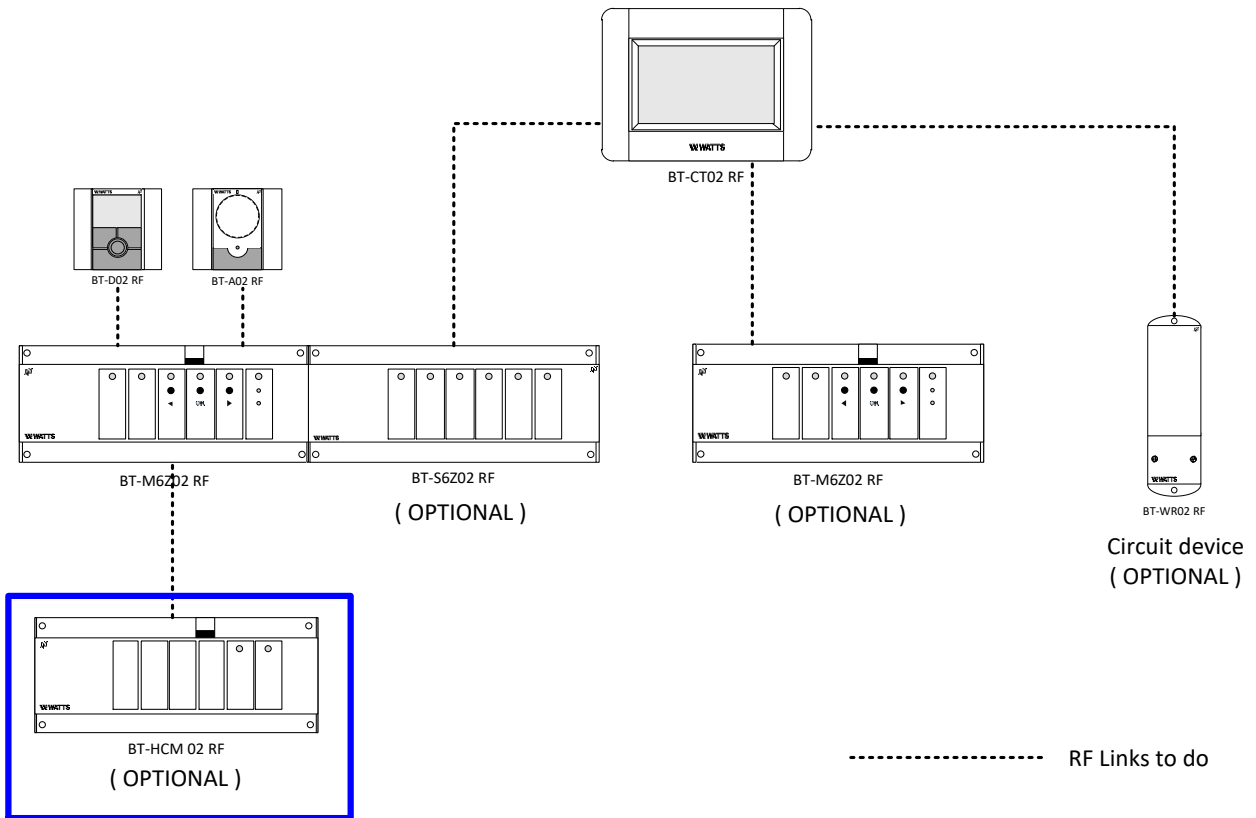 WATTS
BT-CT02 RF
WATTS
WATTS
BT-D02 RF
BT-A02 RF
OK
WATTS
WATTS
BT-M6Z02 RF
BT-S6Z02 RF
( OPTIONAL )
OK
WATTS
BT-M6Z02 RF
( OPTIONAL )
WATTS
BT-WR02 RF
Circuit device
( OPTIONAL )
WATTS
BT-HCM 02 RF
( OPTIONAL )
RF Links to do